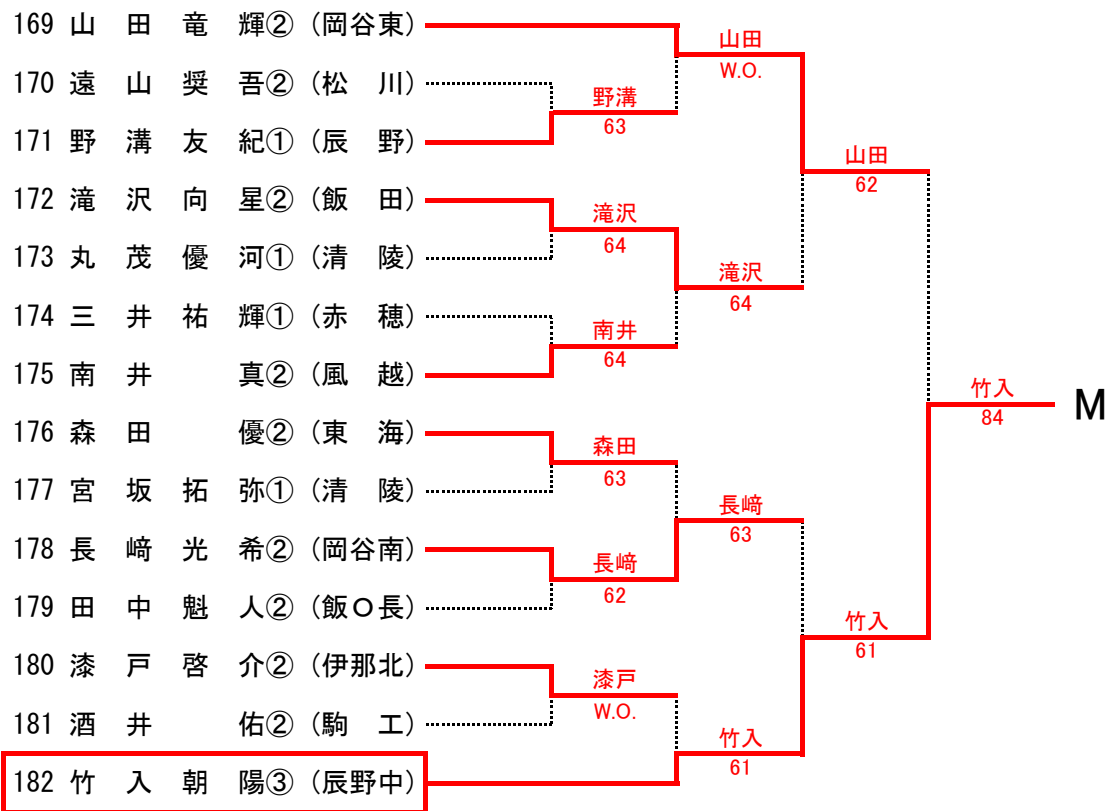 169 山 田 竜 輝② (岡谷東)
山田
W.O.
170 遠 山 奨 吾② (松 川)
野溝
63
171 野 溝 友 紀① (辰 野)
山田
62
172 滝 沢 向 星② (飯 田)
滝沢
64
173 丸 茂 優 河① (清 陵)
滝沢
64
174 三 井 祐 輝① (赤 穂)
南井
64
175 南 井 真② (風 越)
竹入
84
M
176 森 田 優② (東 海)
森田
63
177 宮 坂 拓 弥① (清 陵)
長﨑
63
178 長 﨑 光 希② (岡谷南)
長﨑
62
179 田 中 魁 人② (飯O長)
竹入
61
180 漆 戸 啓 介② (伊那北)
漆戸
W.O.
181 酒 井 佑② (駒 工)
竹入
61
182 竹 入 朝 陽③ (辰野中)